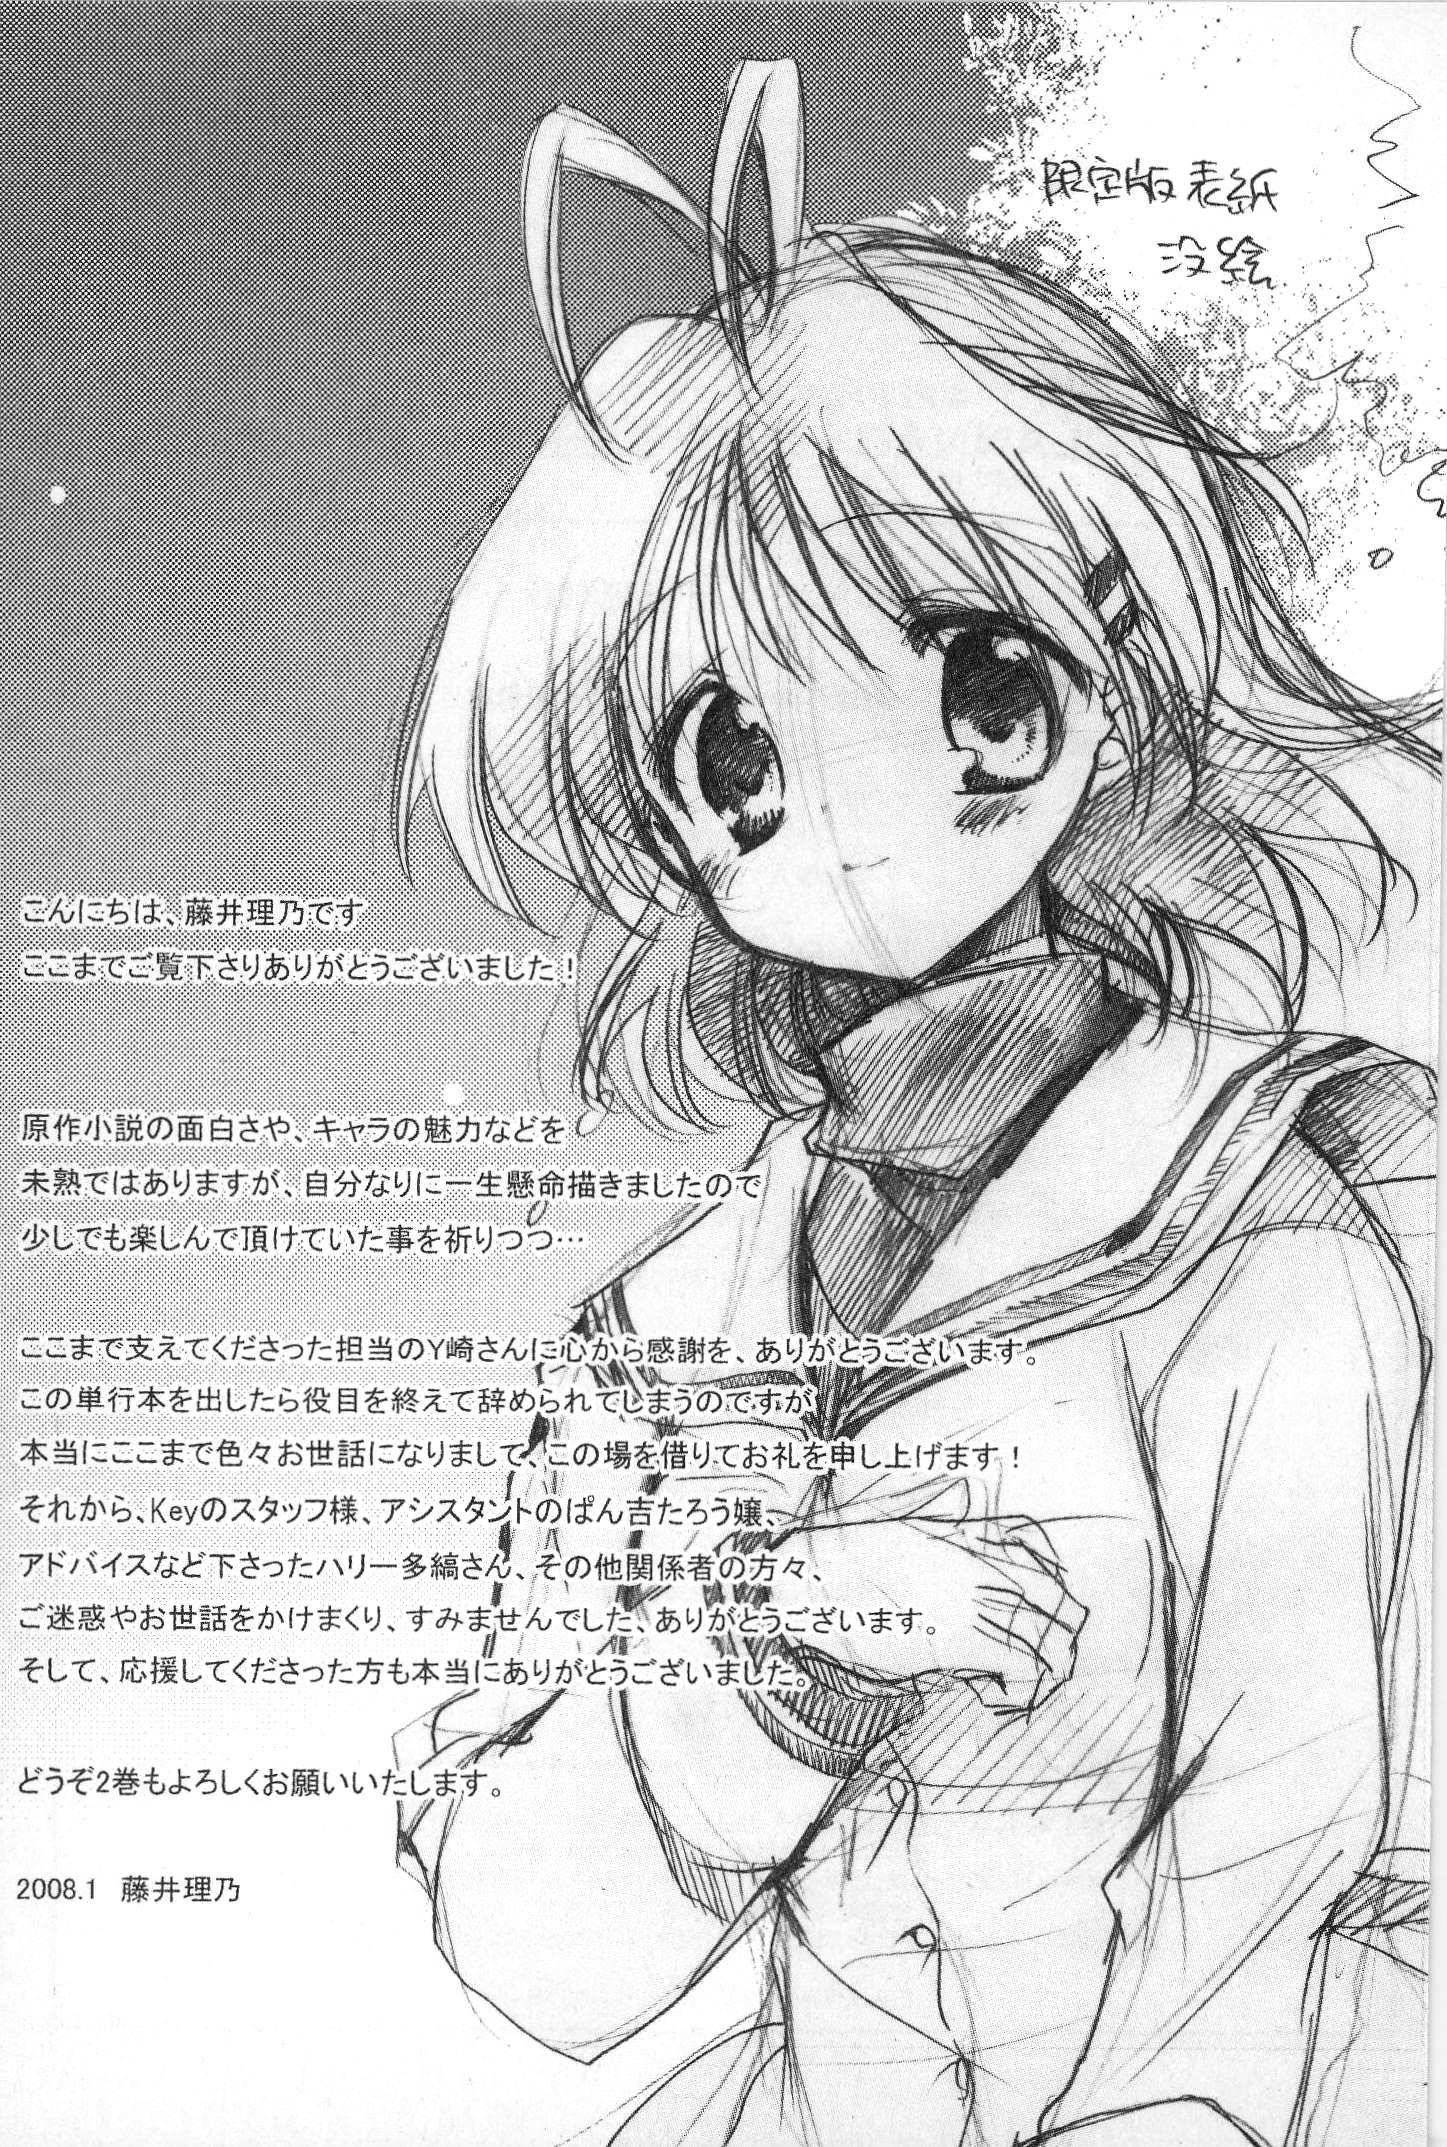 限定版表紙
没絵
こんにちは、藤井理乃です
ここまでご覧下さりありがとうございました!
原作小説の面白さや、キャラの魅力などを
未熟ではありますが、自分なりに一生懸命描きましたので
少しでも楽しんで頂けていた事を祈りつつ…
ここまで支えてくださった担当のY崎さんに心から感謝を、ありがとうございます。
この単行本を出したら役目を終えて辞められてしまうのですが
本当にここまで色々お世話になりまして、この場を借りてお礼を申し上げます!
それから、Keyのスタッフ様、アシスタントのぱん吉たろう嬢、
アドバイスなど下さったハリー多縞さん、その他関係者の方々、
ご迷惑やお世話をかけまくり、すみませんでした、ありがとうございます。
そして、応援してくださった方も本当にありがとうございました。
どうぞ2巻もよろしくお願いいたします。
2008.1 藤井理乃